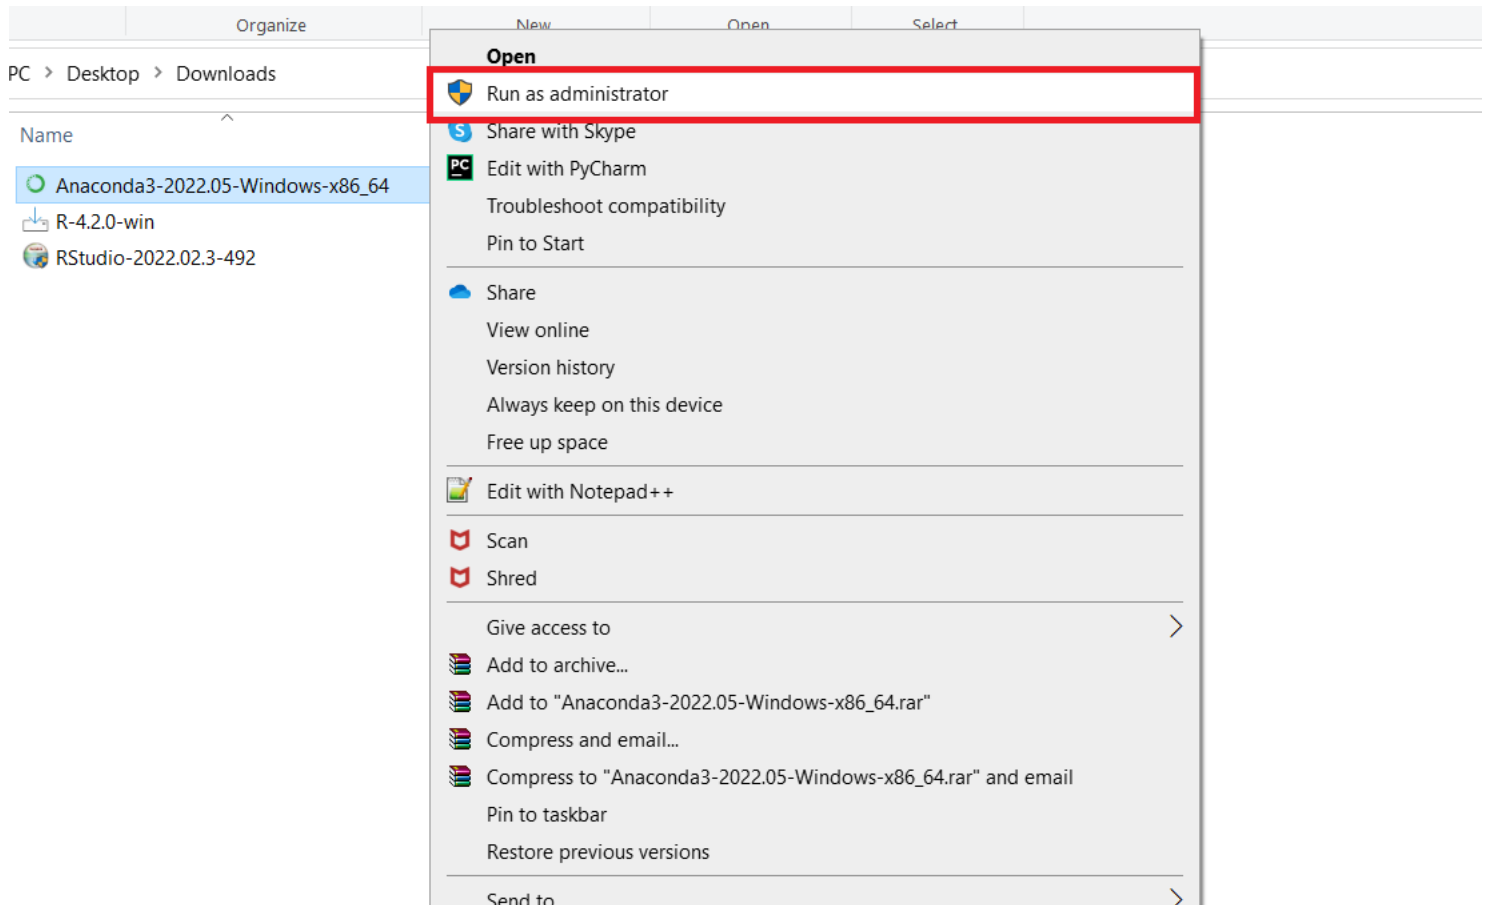 Organize New Open Select
PC > Desktop > Downloads
Name
Anaconda3-2022.05-Windows-x86_64
R-4.2.0-win
RStudio-2022.02.3-492
Open
Run as administrator
Share with Skype
Edit with PyCharm
Troubleshoot compatibility
Pin to Start
Share
View online
Version history
Always keep on this device
Free up space
Edit with Notepad++
Scan
Shred
Give access to
Add to archive...
Add to "Anaconda3-2022.05-Windows-x86_64.rar"
Compress and email...
Compress to "Anaconda3-2022.05-Windows-x86_64.rar" and email
Pin to taskbar
Restore previous versions
Send to